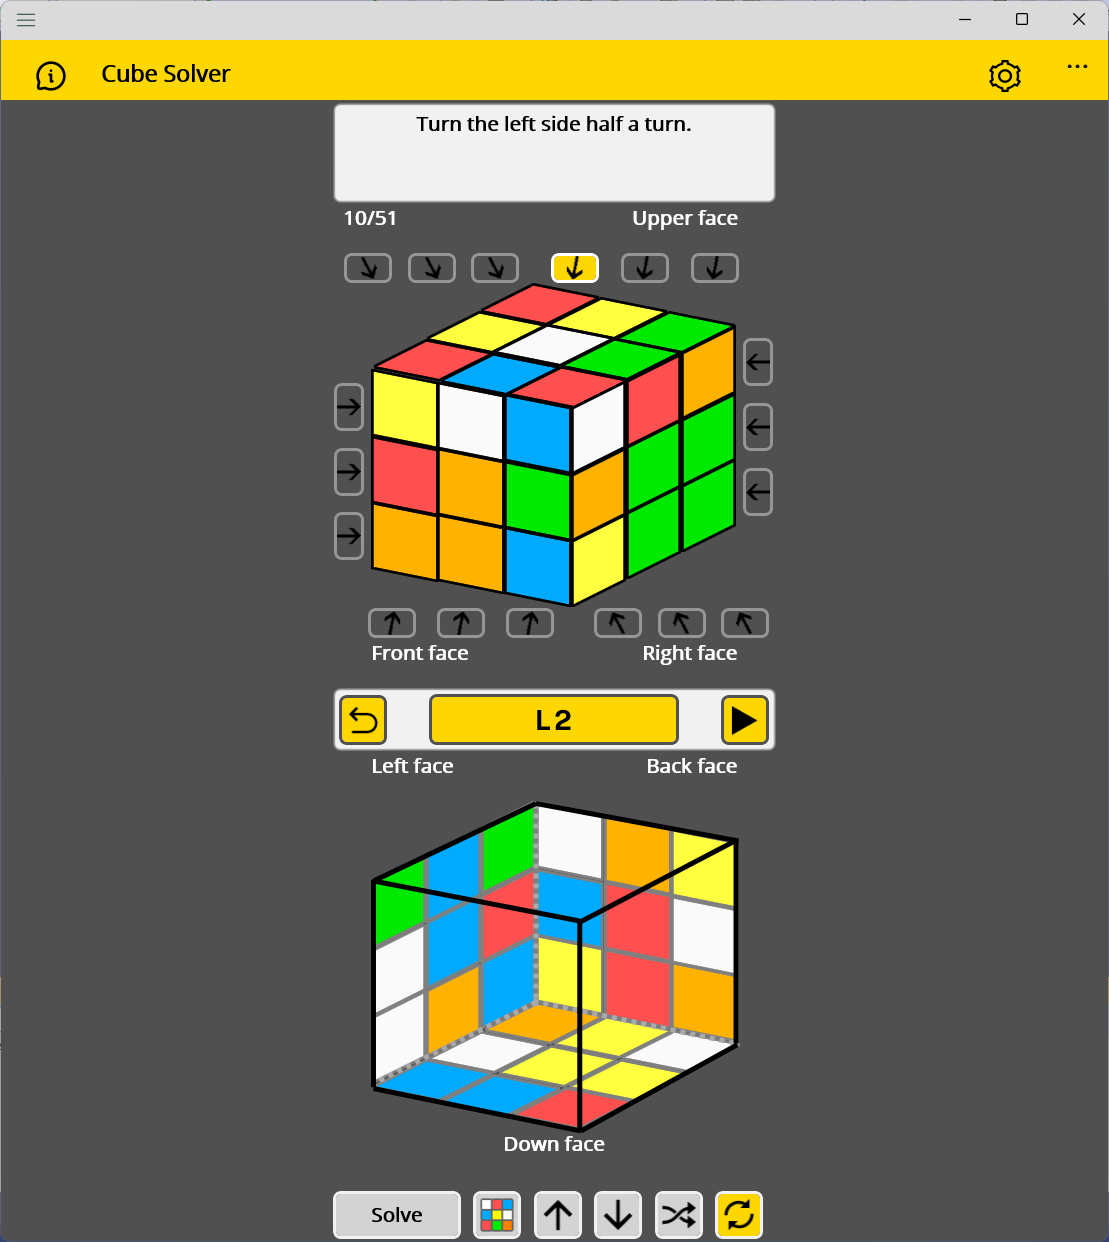 Cube Solver
Turn the left side half a turn.
10/51
Upper face
Front face
Right face
L2
Left face
Back face
Down face
Solve